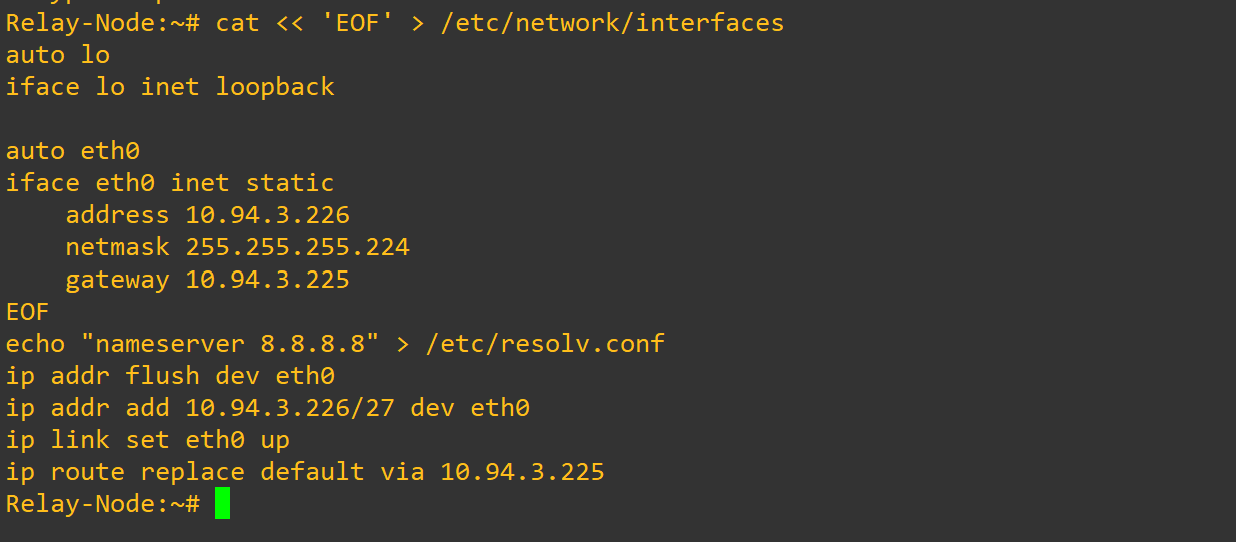 Relay-Node:~# cat << 'EOF' > /etc/network/interfaces
auto lo
iface lo inet loopback

auto eth0
iface eth0 inet static
    address 10.94.3.226
    netmask 255.255.255.224
    gateway 10.94.3.225
EOF
echo "nameserver 8.8.8.8" > /etc/resolv.conf
ip addr flush dev eth0
ip addr add 10.94.3.226/27 dev eth0
ip link set eth0 up
ip route replace default via 10.94.3.225
Relay-Node:~#